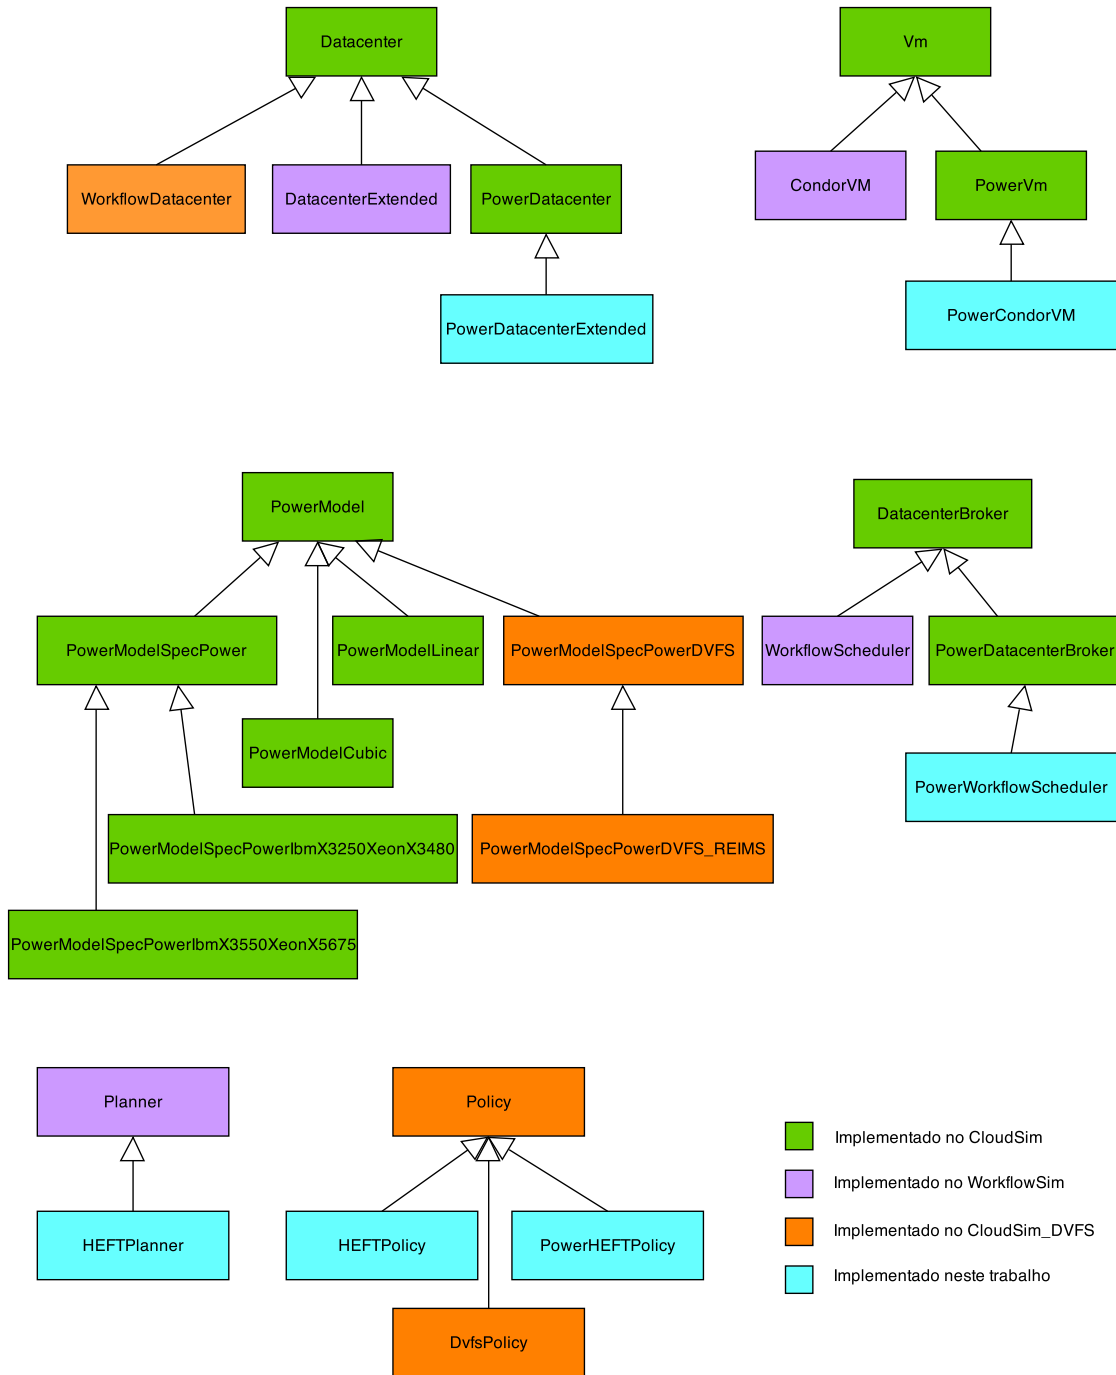 Datacenter
Vm
WorkflowDatacenter
DatacenterExtended
PowerDatacenter
CondorVM
PowerVm
PowerDatacenterExtended
PowerCondorVM
PowerModel
DatacenterBroker
PowerModelSpecPower
PowerModelLinear
PowerModelSpecPowerDVFS
WorkflowScheduler
PowerDatacenterBroker
PowerModelCubic
PowerWorkflowScheduler
PowerModelSpecPowerIbmX3250XeonX3480
PowerModelSpecPowerDVFS_REIMS
PowerModelSpecPowerIbmX3550XeonX5675
Planner
Policy
Implementado no CloudSim
Implementado no WorkflowSim
Implementado no CloudSim_DVFS
HEFTPlanner
HEFTPolicy
PowerHEFTPolicy
Implementado neste trabalho
DvfsPolicy